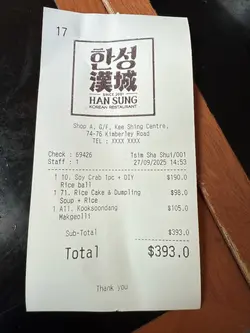 17
한성
漢城
SINCE 2001
HAN SUNG
KOREAN RESTAURANT
Shop A, G/F, Kee Shing Centre,
74-76 Kimberley Road
TEL : XXXX XXXX
Check : 69426 Tsim Sha Shui/001
Staff : 1 27/09/2025 14:53
1 10. Soy Crab 1pc + DIY $190.0
Rice ball
1 71. Rice Cake & Dumpling $98.0
Soup + Rice
1 A11. Kooksoondang $105.0
Makgeolli
Sub-Total $393.0
Total $393.0
Thank you